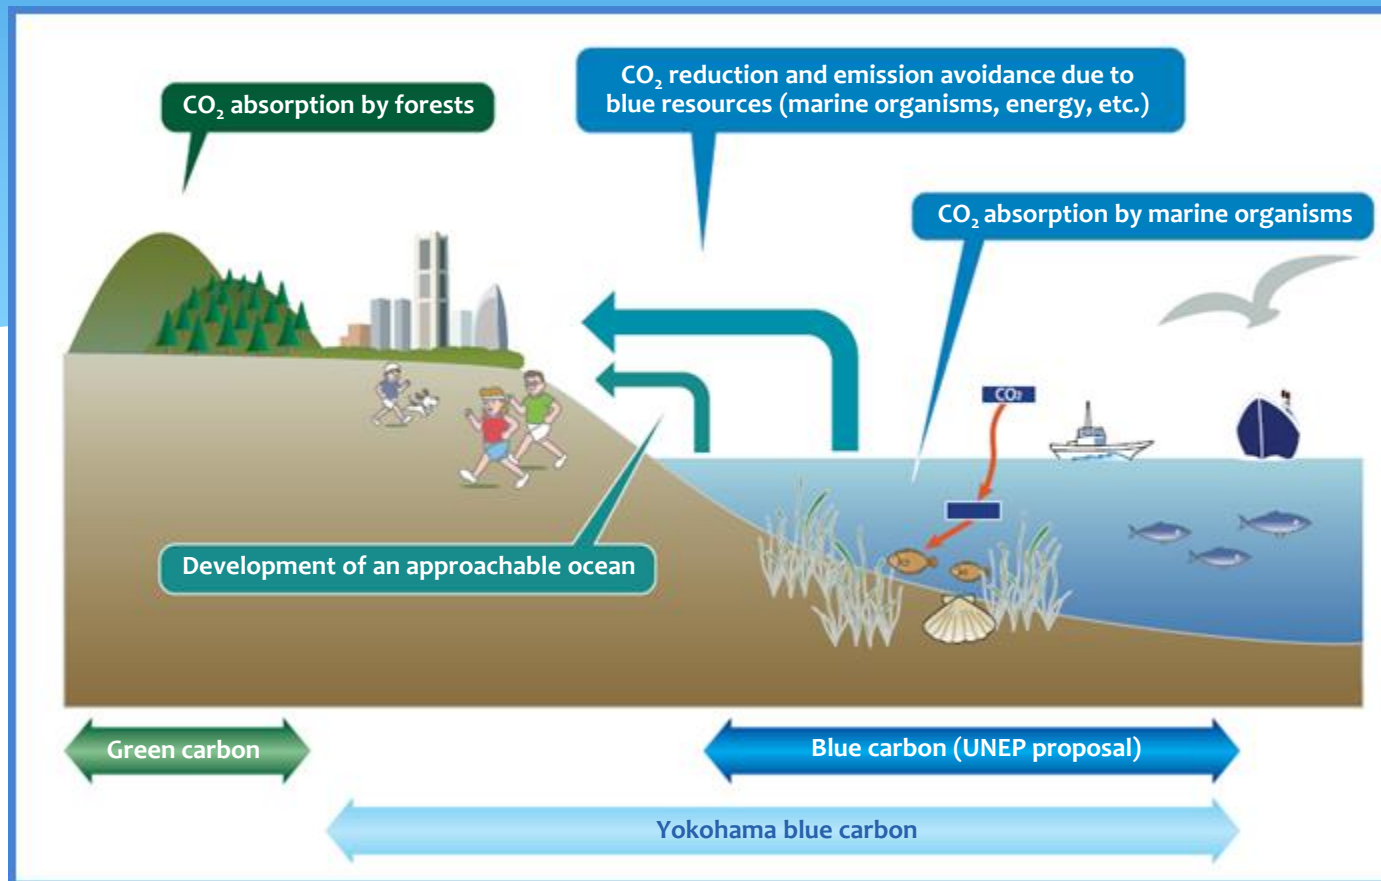 CO₂ absorption by forests
CO₂ reduction and emission avoidance due to
blue resources (marine organisms, energy, etc.)
CO₂ absorption by marine organisms
CO₂
Development of an approachable ocean
Green carbon
Blue carbon (UNEP proposal)
Yokohama blue carbon